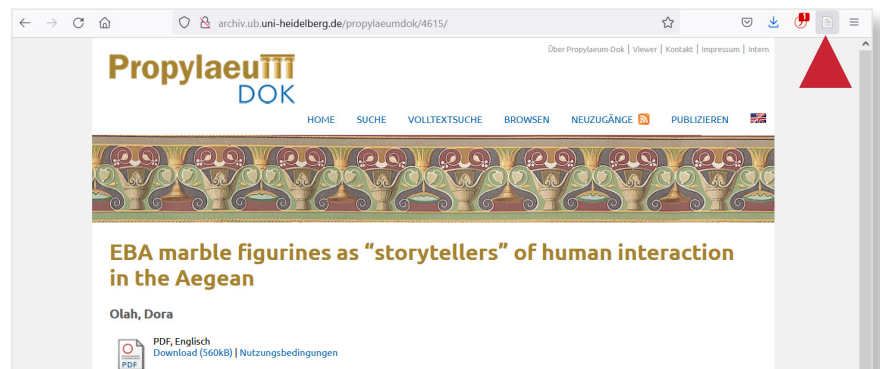 archiv.ub.uni-heidelberg.de/propylaeumdok/4615/
1
Über Propylaeum-Dok | Viewer | Kontakt | Impressum | Intern
Propylaeum
DOK
HOME SUCHE VOLLTEXTSUCHE BROWSEN NEUZUGÄNGE PUBLIZIEREN
EBA marble figurines as “storytellers” of human interaction
in the Aegean
Olah, Dora
PDF, Englisch
Download (560kB) | Nutzungsbedingungen
PDF